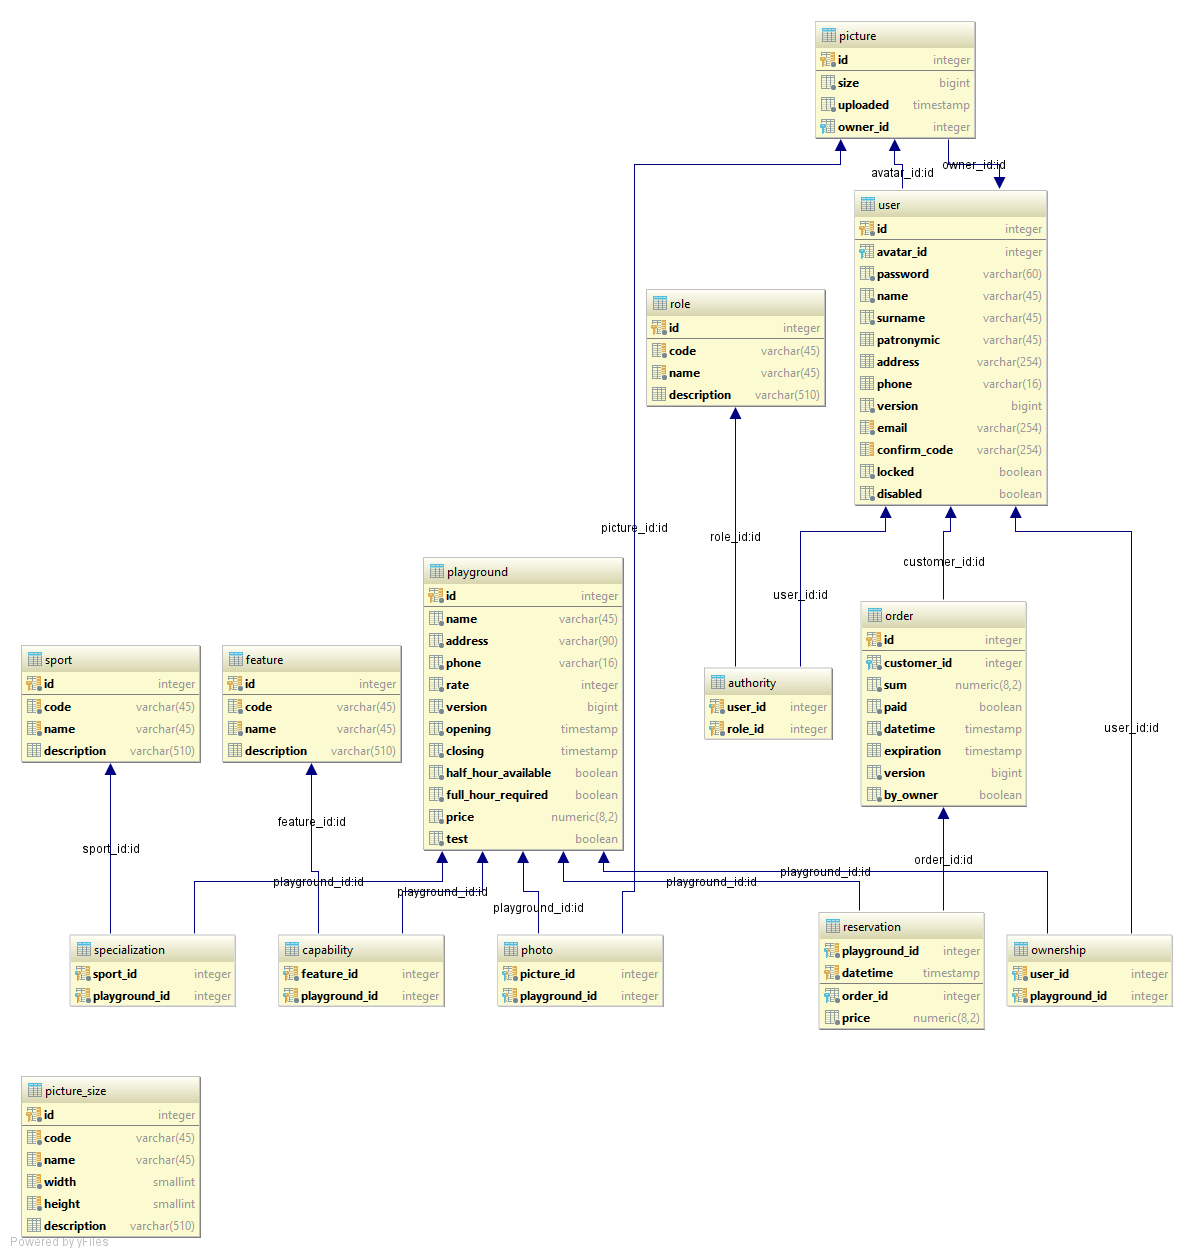 picture
id integer
size bigint
uploaded timestamp
owner_id integer
avatar_id:id
owner_id:id
user
id integer
avatar_id integer
password varchar(60)
name varchar(45)
surname varchar(45)
patronymic varchar(45)
address varchar(254)
phone varchar(16)
version bigint
email varchar(254)
confirm_code varchar(254)
locked boolean
disabled boolean
role
id integer
code varchar(45)
name varchar(45)
description varchar(510)
picture_id:id
role_id:id
customer_id:id
user_id:id
playground
id integer
name varchar(45)
address varchar(90)
phone varchar(16)
rate integer
version bigint
opening timestamp
closing timestamp
half_hour_available boolean
full_hour_required boolean
price numeric(8,2)
test boolean
order
id integer
customer_id integer
sum numeric(8,2)
paid boolean
datetime timestamp
expiration timestamp
version bigint
by_owner boolean
sport
id integer
code varchar(45)
name varchar(45)
description varchar(510)
feature
id integer
code varchar(45)
name varchar(45)
description varchar(510)
authority
user_id integer
role_id integer
user_id:id
feature_id:id
sport_id:id
order_id:id
playground_id:id
playground_id:id
playground_id:id
playground_id:id
playground_id:id
specialization
sport_id integer
playground_id integer
capability
feature_id integer
playground_id integer
photo
picture_id integer
playground_id integer
reservation
playground_id integer
datetime timestamp
order_id integer
price numeric(8,2)
ownership
user_id integer
playground_id integer
picture_size
id integer
code varchar(45)
name varchar(45)
width smallint
height smallint
description varchar(510)
Powered by yFiles